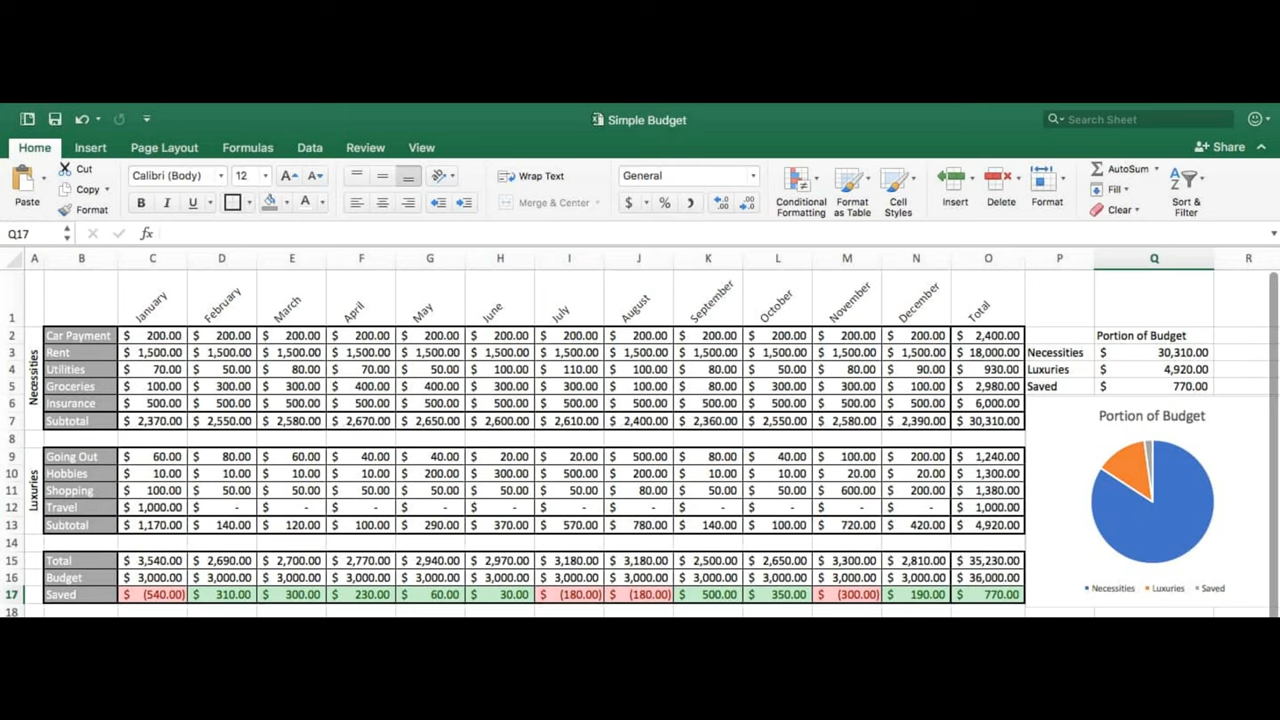 Simple Budget
Search Sheet
Home Insert Page Layout Formulas Data Review View Share
Cut
Copy
Format
Paste
Calibri (Body) 12 A A
B I U A
Wrap Text
Merge & Center
General
$ %
Conditional Formatting
Format as Table
Cell Styles
Insert
Delete
Format
AutoSum
Fill
Clear
Sort & Filter
Q17 fx
A B C D E F G H I J K L M N O P Q R
1 January February March April May June July August September October November December Total
Necessities
2 Car Payment $ 200.00 $ 200.00 $ 200.00 $ 200.00 $ 200.00 $ 200.00 $ 200.00 $ 200.00 $ 200.00 $ 200.00 $ 200.00 $ 200.00 $ 2,400.00 Portion of Budget
3 Rent $ 1,500.00 $ 1,500.00 $ 1,500.00 $ 1,500.00 $ 1,500.00 $ 1,500.00 $ 1,500.00 $ 1,500.00 $ 1,500.00 $ 1,500.00 $ 1,500.00 $ 1,500.00 $ 18,000.00 Necessities $ 30,310.00
4 Utilities $ 70.00 $ 50.00 $ 80.00 $ 70.00 $ 50.00 $ 100.00 $ 110.00 $ 100.00 $ 80.00 $ 50.00 $ 80.00 $ 90.00 $ 930.00 Luxuries $ 4,920.00
5 Groceries $ 100.00 $ 300.00 $ 300.00 $ 400.00 $ 400.00 $ 300.00 $ 300.00 $ 100.00 $ 80.00 $ 300.00 $ 300.00 $ 100.00 $ 2,980.00 Saved $ 770.00
6 Insurance $ 500.00 $ 500.00 $ 500.00 $ 500.00 $ 500.00 $ 500.00 $ 500.00 $ 500.00 $ 500.00 $ 500.00 $ 500.00 $ 500.00 $ 6,000.00
7 Subtotal $ 2,370.00 $ 2,550.00 $ 2,580.00 $ 2,670.00 $ 2,650.00 $ 2,600.00 $ 2,610.00 $ 2,400.00 $ 2,360.00 $ 2,550.00 $ 2,580.00 $ 2,390.00 $ 30,310.00
Portion of Budget
8
Luxuries
9 Going Out $ 60.00 $ 80.00 $ 60.00 $ 40.00 $ 40.00 $ 20.00 $ 20.00 $ 500.00 $ 80.00 $ 40.00 $ 100.00 $ 200.00 $ 1,240.00
10 Hobbies $ 10.00 $ 10.00 $ 10.00 $ 10.00 $ 200.00 $ 300.00 $ 500.00 $ 200.00 $ 10.00 $ 10.00 $ 20.00 $ 20.00 $ 1,300.00
11 Shopping $ 100.00 $ 50.00 $ 50.00 $ 50.00 $ 50.00 $ 50.00 $ 50.00 $ 80.00 $ 50.00 $ 50.00 $ 600.00 $ 200.00 $ 1,380.00
12 Travel $ 1,000.00 $ - $ - $ - $ - $ - $ - $ - $ - $ - $ - $ - $ 1,000.00
13 Subtotal $ 1,170.00 $ 140.00 $ 120.00 $ 100.00 $ 290.00 $ 370.00 $ 570.00 $ 780.00 $ 140.00 $ 100.00 $ 720.00 $ 420.00 $ 4,920.00
14
15 Total $ 3,540.00 $ 2,690.00 $ 2,700.00 $ 2,770.00 $ 2,940.00 $ 2,970.00 $ 3,180.00 $ 3,180.00 $ 2,500.00 $ 2,650.00 $ 3,300.00 $ 2,810.00 $ 35,230.00
16 Budget $ 3,000.00 $ 3,000.00 $ 3,000.00 $ 3,000.00 $ 3,000.00 $ 3,000.00 $ 3,000.00 $ 3,000.00 $ 3,000.00 $ 3,000.00 $ 3,000.00 $ 3,000.00 $ 36,000.00
17 Saved $ (540.00) $ 310.00 $ 300.00 $ 230.00 $ 60.00 $ 30.00 $ (180.00) $ (180.00) $ 500.00 $ 350.00 $ (300.00) $ 190.00 $ 770.00
Necessities Luxuries Saved
18